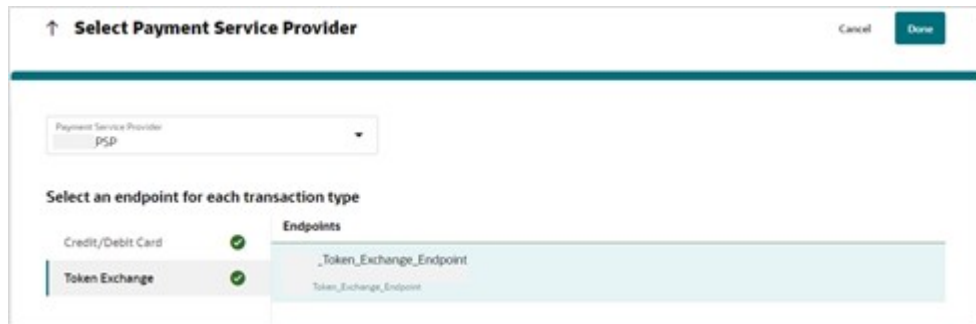 Select Payment Service Provider
Cancel
Done
Payment Service Provider
PSP
Select an endpoint for each transaction type
Endpoints
Credit/Debit Card
_Token_Exchange_Endpoint
Token Exchange
Token_Exchange_Endpoint